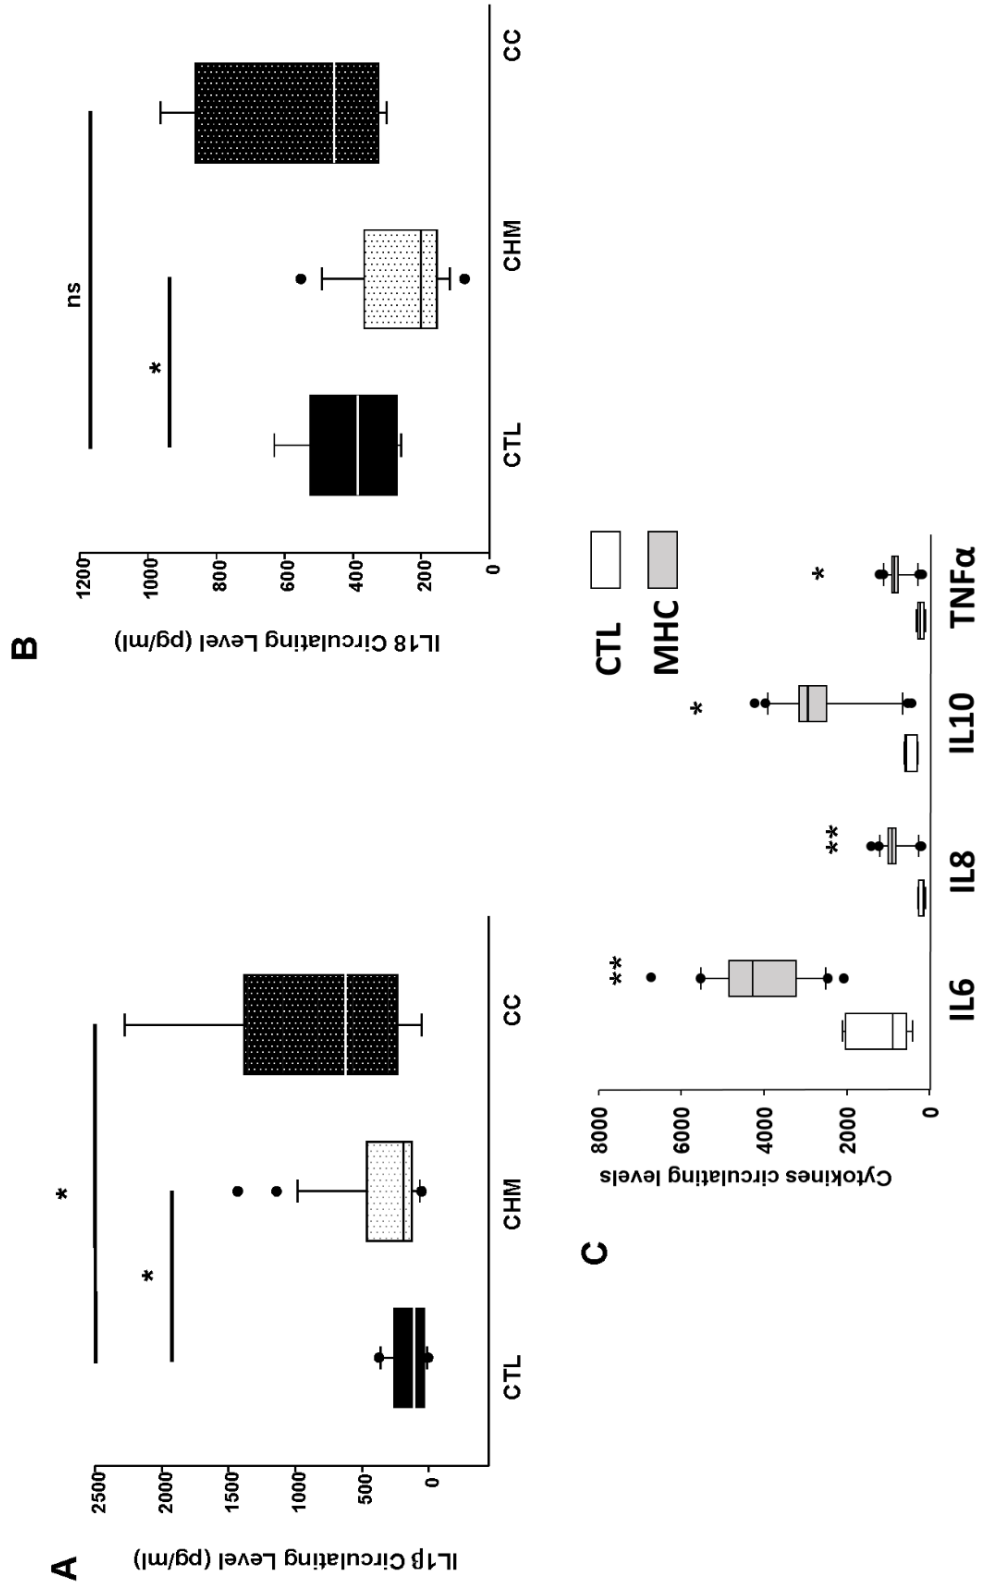 A
IL1β Circulating Level (pg/ml)
2500
2000
1500
1000
500
0
*
*
CTL
CHM
CC
B
IL18 Circulating Level (pg/ml)
1200
1000
800
600
400
200
0
ns
*
CTL
CHM
CC
C
Cytokines circulating levels
8000
6000
4000
2000
0
**
**
*
*
CTL
MHC
IL6
IL8
IL10
TNFα